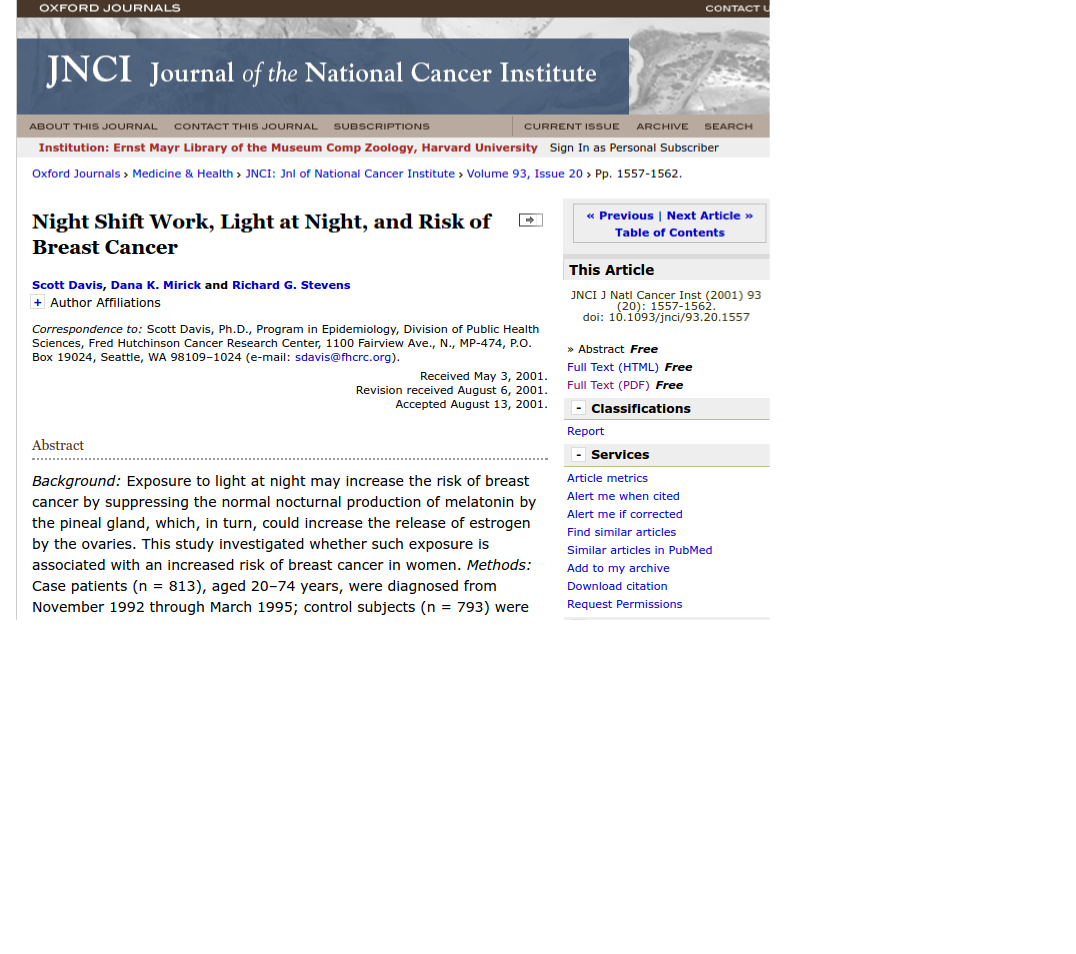 OXFORD JOURNALS
CONTACT U
JNCI Journal of the National Cancer Institute
ABOUT THIS JOURNAL CONTACT THIS JOURNAL SUBSCRIPTIONS CURRENT ISSUE ARCHIVE SEARCH
Institution: Ernst Mayr Library of the Museum Comp Zoology, Harvard University Sign In as Personal Subscriber
Oxford Journals › Medicine & Health › JNCI: Jnl of National Cancer Institute › Volume 93, Issue 20 › Pp. 1557-1562.
Night Shift Work, Light at Night, and Risk of
Breast Cancer
Scott Davis, Dana K. Mirick and Richard G. Stevens
+ Author Affiliations
Correspondence to: Scott Davis, Ph.D., Program in Epidemiology, Division of Public Health
Sciences, Fred Hutchinson Cancer Research Center, 1100 Fairview Ave., N., MP-474, P.O.
Box 19024, Seattle, WA 98109–1024 (e-mail: sdavis@fhcrc.org).
Received May 3, 2001.
Revision received August 6, 2001.
Accepted August 13, 2001.
Abstract
Background: Exposure to light at night may increase the risk of breast
cancer by suppressing the normal nocturnal production of melatonin by
the pineal gland, which, in turn, could increase the release of estrogen
by the ovaries. This study investigated whether such exposure is
associated with an increased risk of breast cancer in women. Methods:
Case patients (n = 813), aged 20–74 years, were diagnosed from
November 1992 through March 1995; control subjects (n = 793) were
« Previous | Next Article »
Table of Contents
This Article
JNCI J Natl Cancer Inst (2001) 93
(20): 1557-1562.
doi: 10.1093/jnci/93.20.1557
» Abstract Free
Full Text (HTML) Free
Full Text (PDF) Free
- Classifications
Report
- Services
Article metrics
Alert me when cited
Alert me if corrected
Find similar articles
Similar articles in PubMed
Add to my archive
Download citation
Request Permissions